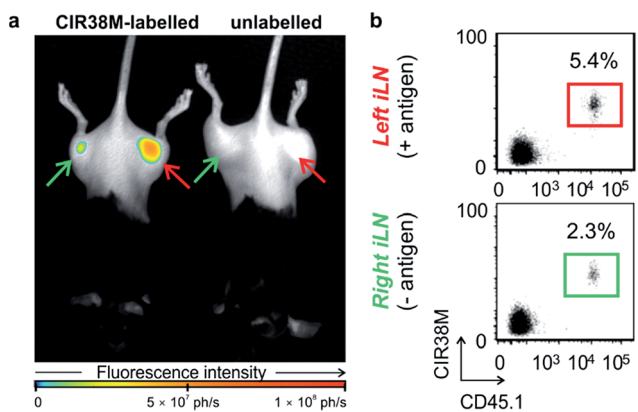 a
CIR38M-labelled unlabelled
Fluorescence intensity
0 5 × 10⁷ ph/s 1 × 10⁸ ph/s
b
Left iLN
(+ antigen)
100
5.4%
0
0 10³ 10⁴ 10⁵
Right iLN
(- antigen)
100
2.3%
0
0 10³ 10⁴ 10⁵
CIR38M
CD45.1